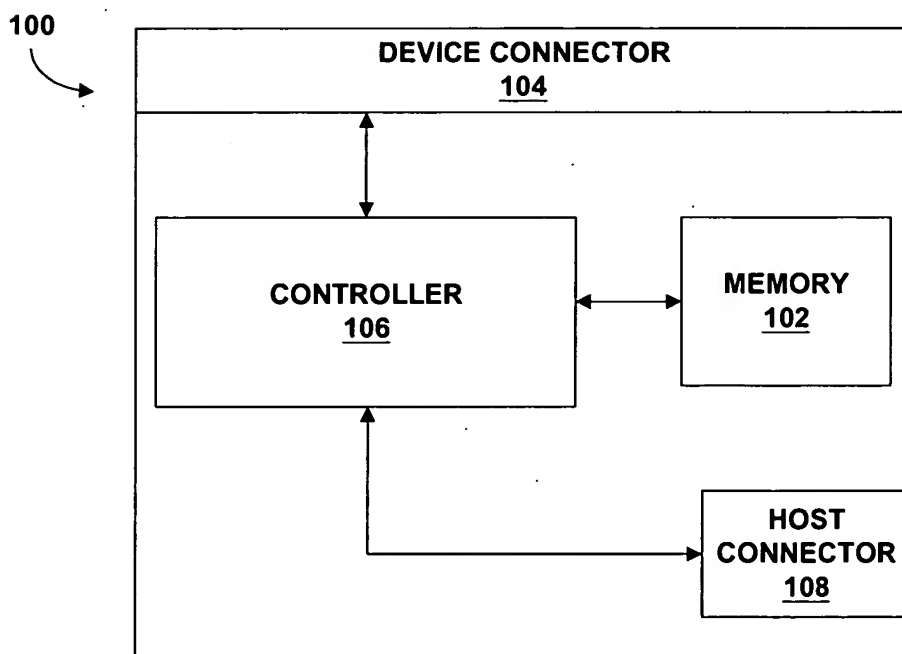 100
DEVICE CONNECTOR
104
CONTROLLER
106
MEMORY
102
HOST
CONNECTOR
108